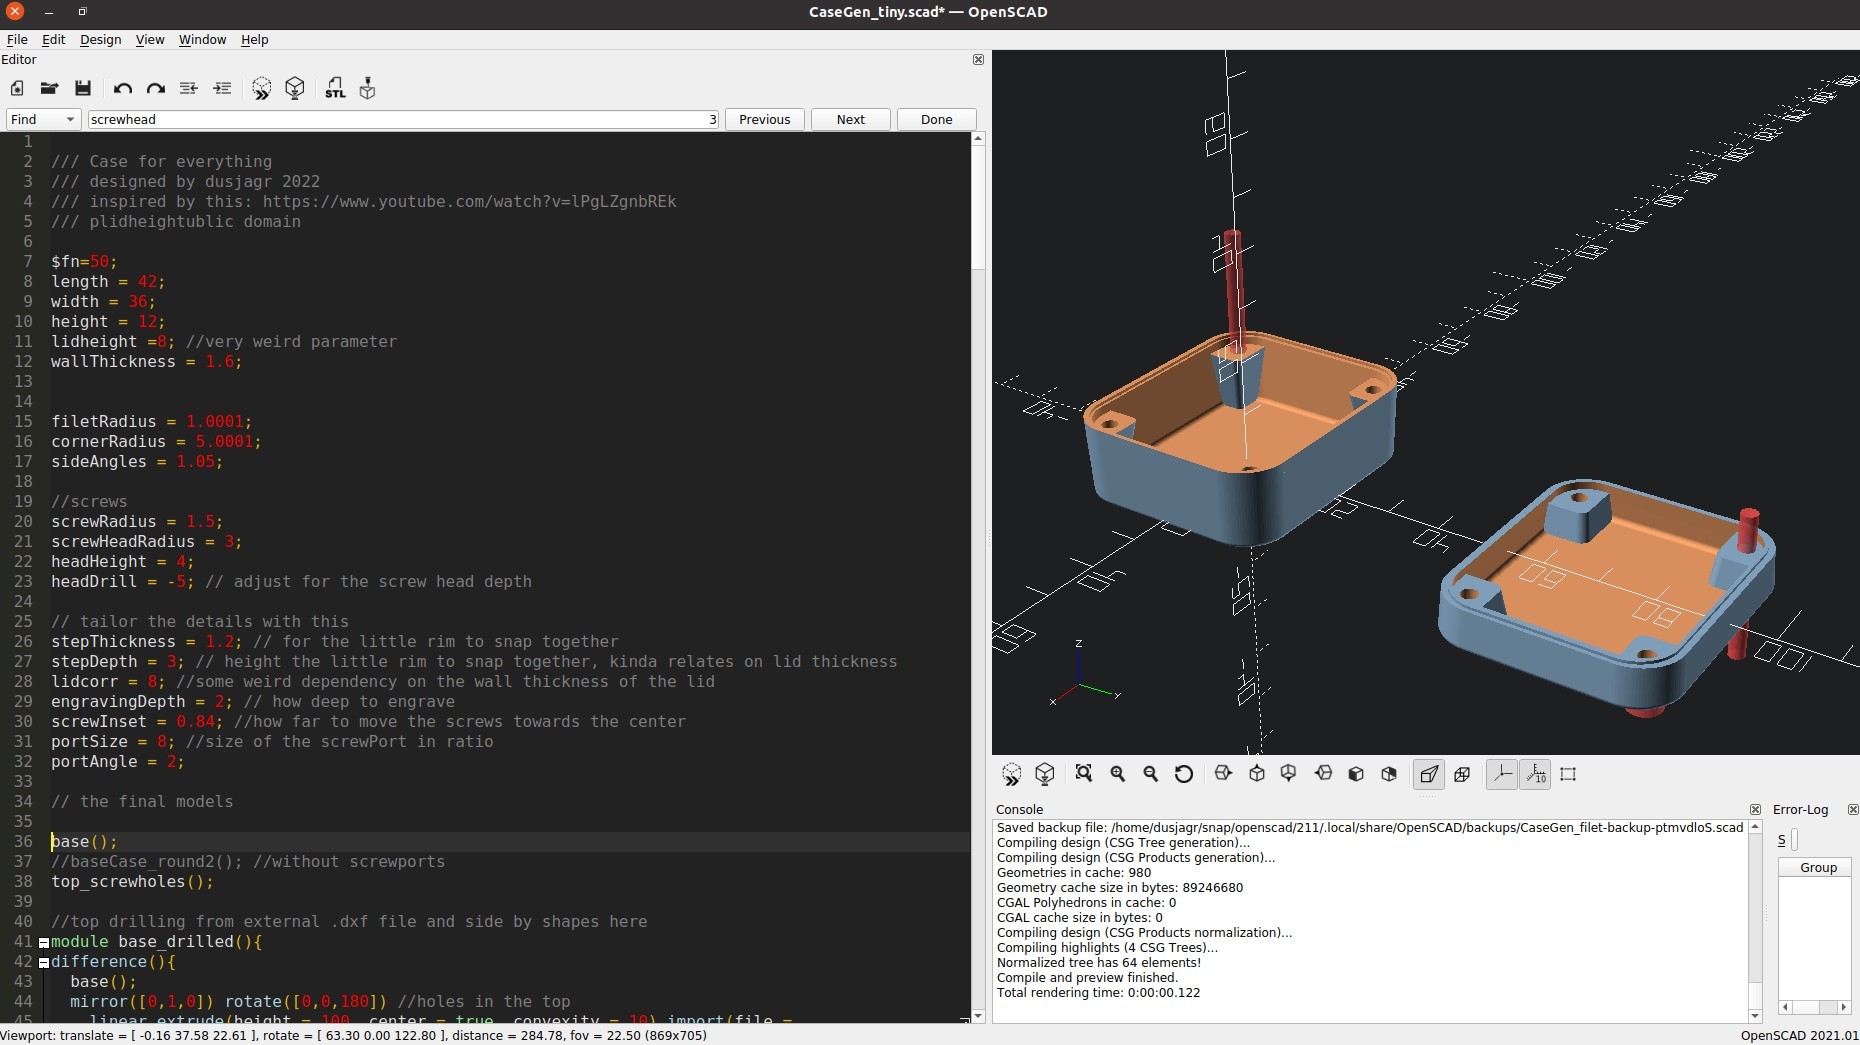 CaseGen_tiny.scad* — OpenSCAD
File Edit Design View Window Help
Editor
STL
Find screwhead 3 Previous Next Done
1
2 /// Case for everything
3 /// designed by dusjagr 2022
4 /// inspired by this: https://www.youtube.com/watch?v=lPgLZgnbREk
5 /// plidheightublic domain
6
7 $fn=50;
8 length = 42;
9 width = 36;
10 height = 12;
11 lidheight =8; //very weird parameter
12 wallThickness = 1.6;
13
14
15 filetRadius = 1.0001;
16 cornerRadius = 5.0001;
17 sideAngles = 1.05;
18
19 //screws
20 screwRadius = 1.5;
21 screwHeadRadius = 3;
22 headHeight = 4;
23 headDrill = -5; // adjust for the screw head depth
24
25 // tailor the details with this
26 stepThickness = 1.2; // for the little rim to snap together
27 stepDepth = 3; // height the little rim to snap together, kinda relates on lid thickness
28 lidcorr = 8; //some weird dependency on the wall thickness of the lid
29 engravingDepth = 2; // how deep to engrave
30 screwInset = 0.84; //how far to move the screws towards the center
31 portSize = 8; //size of the screwPort in ratio
32 portAngle = 2;
33
34 // the final models
35
36 base();
37 //baseCase_round2(); //without screwports
38 top_screwholes();
39
40 //top drilling from external .dxf file and side by shapes here
41 module base_drilled(){
42 difference(){
43 base();
44 mirror([0,1,0]) rotate([0,0,180]) //holes in the top
45 linear_extrude(height = 100, center = true, convexity = 10) import(file =
z
x
y
10
Console
Saved backup file: /home/dusjagr/snap/openscad/211/.local/share/OpenSCAD/backups/CaseGen_filet-backup-ptmvdloS.scad
Compiling design (CSG Tree generation)...
Compiling design (CSG Products generation)...
Geometries in cache: 980
Geometry cache size in bytes: 89246680
CGAL Polyhedrons in cache: 0
CGAL cache size in bytes: 0
Compiling design (CSG Products normalization)...
Compiling highlights (4 CSG Trees)...
Normalized tree has 64 elements!
Compile and preview finished.
Total rendering time: 0:00:00.122
Error-Log
S
Group
Viewport: translate = [ -0.16 37.58 22.61 ], rotate = [ 63.30 0.00 122.80 ], distance = 284.78, fov = 22.50 (869x705)
OpenSCAD 2021.01